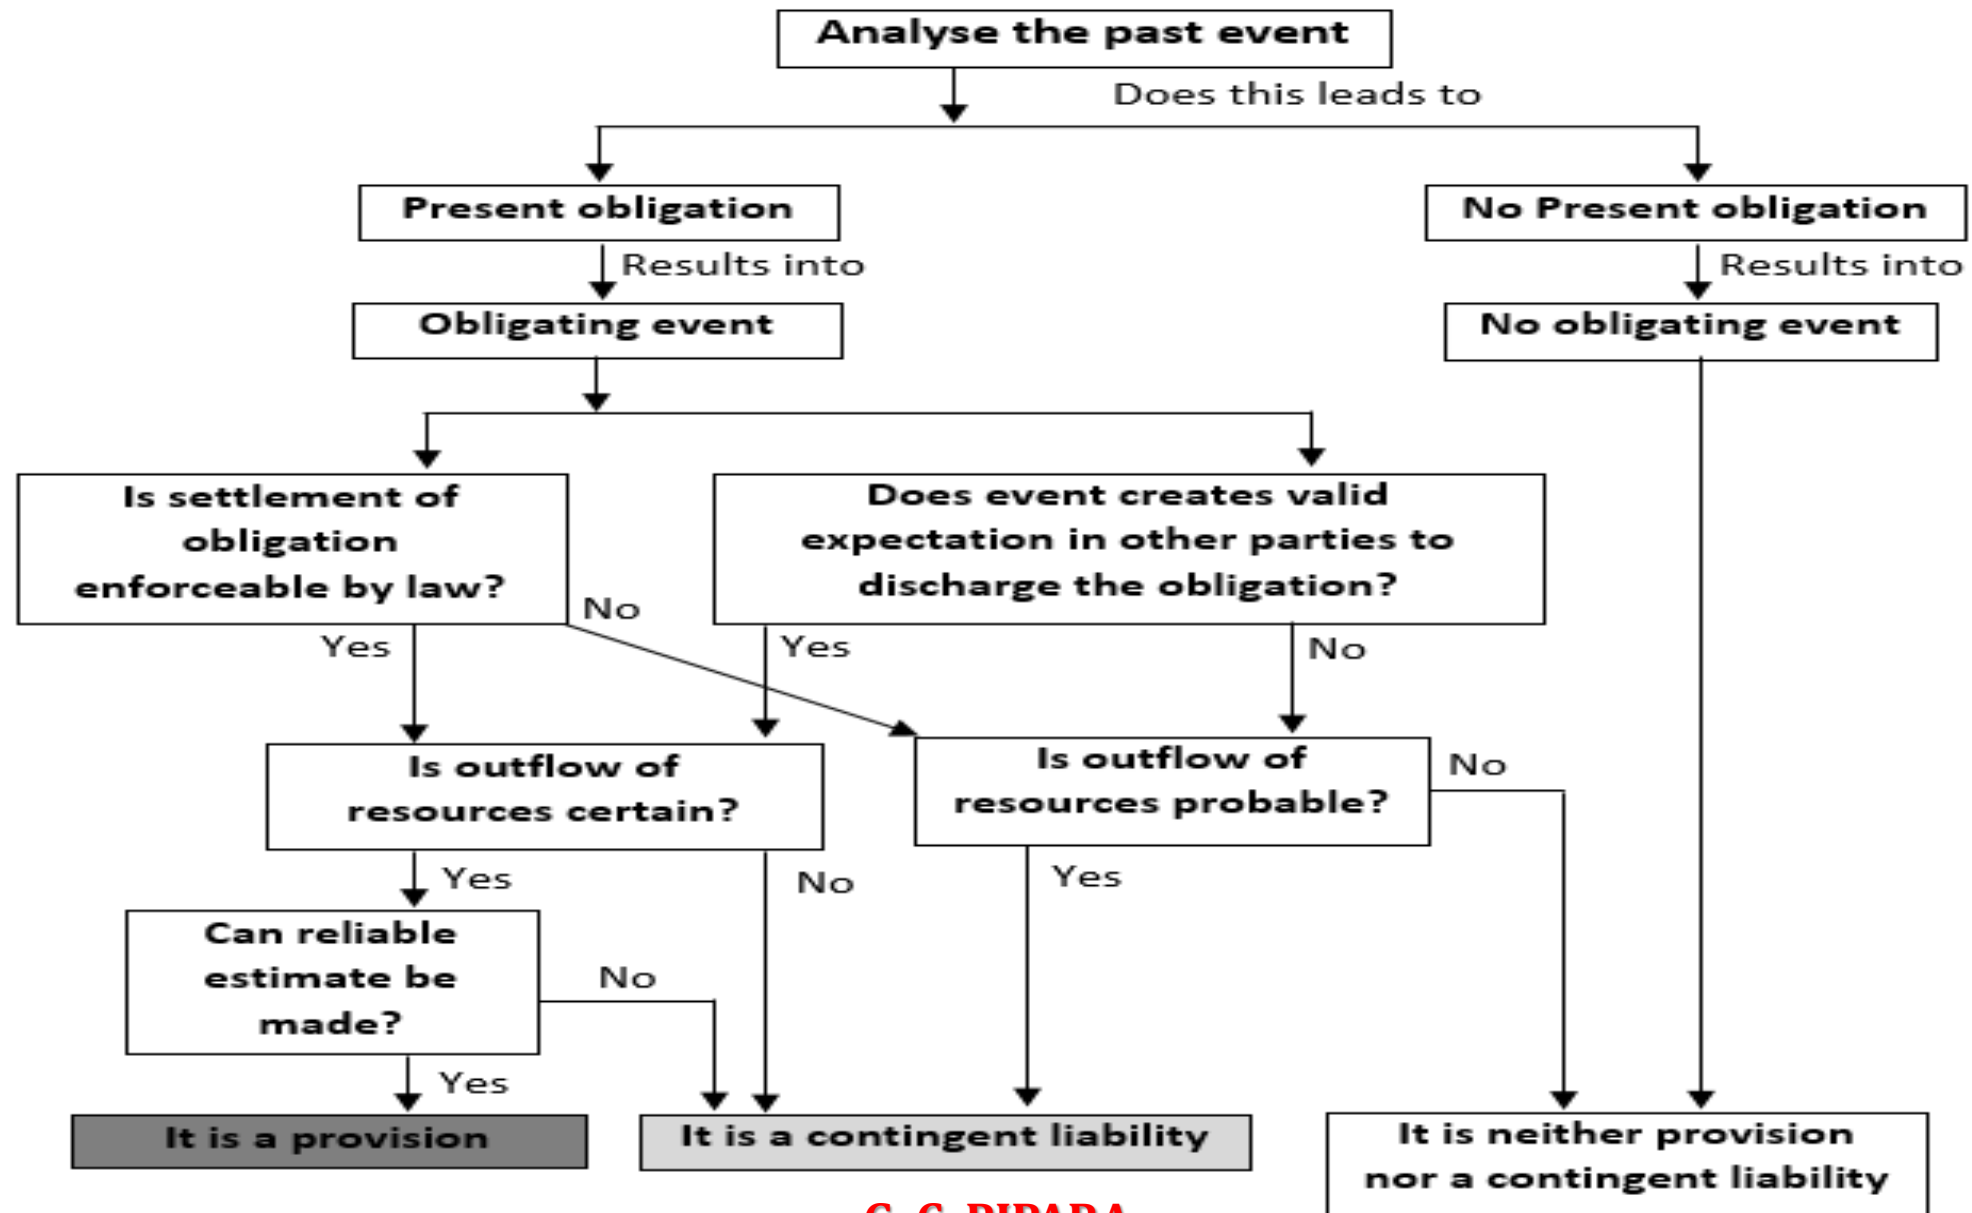 Analyse the past event
Does this leads to
Present obligation
No Present obligation
Results into
Results into
Obligating event
No obligating event
Is settlement of
obligation
enforceable by law?
Does event creates valid
expectation in other parties to
discharge the obligation?
No
Yes
Yes
No
Is outflow of
resources certain?
Is outflow of
resources probable?
No
Yes
No
Yes
Can reliable
estimate be
made?
No
Yes
It is a provision
It is a contingent liability
It is neither provision
nor a contingent liability